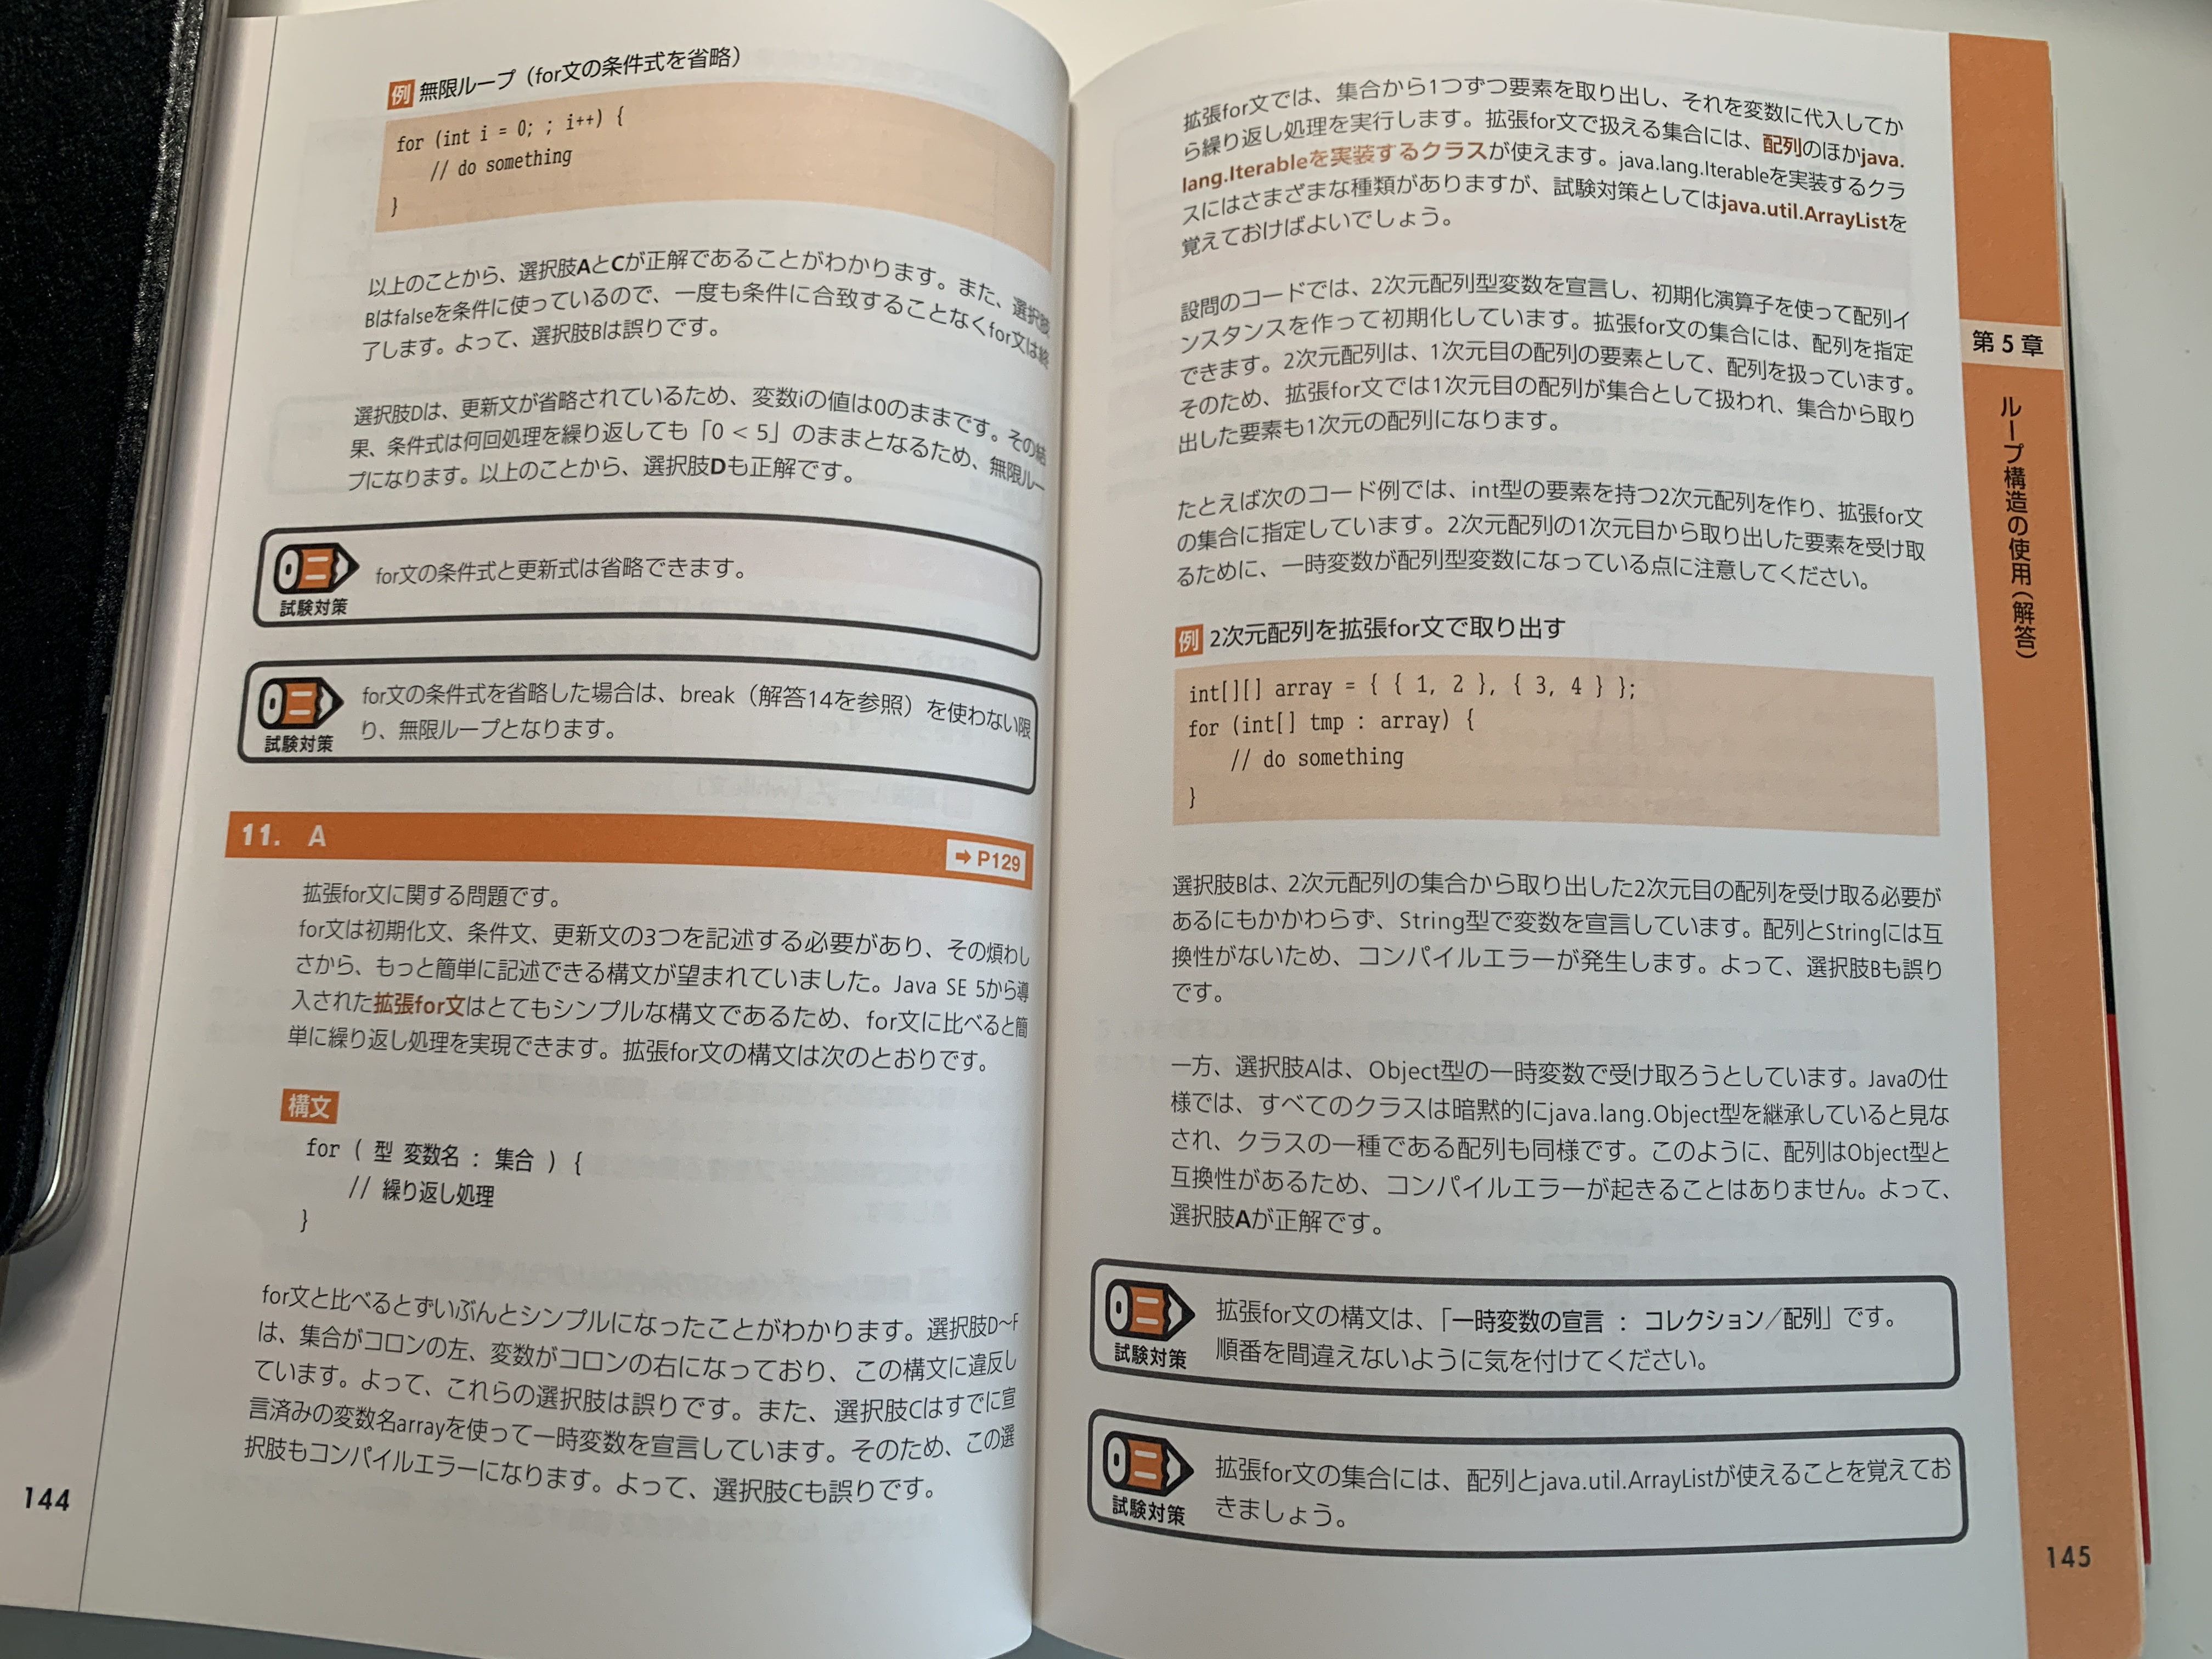 例 無限ループ（for文の条件式を省略）
for (int i = 0; ; i++) {
// do something
}
以上のことから、選択肢AとCが正解であることがわかります。また、選択肢
Bはfalseを条件に使っているので、一度も条件に合致することなくfor文は終
了します。よって、選択肢Bは誤りです。
選択肢Dは、更新文が省略されているため、変数iの値は0のままです。その結
果、条件式は何回処理を繰り返しても「0 < 5」のままとなるため、無限ルー
プになります。以上のことから、選択肢Dも正解です。
for文の条件式と更新式は省略できます。
試験対策
for文の条件式を省略した場合は、break（解答14を参照）を使わない限
り、無限ループとなります。
試験対策
11. A
➡ P129
拡張for文に関する問題です。
for文は初期化文、条件文、更新文の3つを記述する必要があり、その煩わし
さから、もっと簡単に記述できる構文が望まれていました。Java SE 5から導
入された拡張for文はとてもシンプルな構文であるため、for文に比べると簡
単に繰り返し処理を実現できます。拡張for文の構文は次のとおりです。
構文
for ( 型 変数名 : 集合 ) {
// 繰り返し処理
}
for文と比べるとずいぶんとシンプルになったことがわかります。選択肢D〜F
は、集合がコロンの左、変数がコロンの右になっており、この構文に違反し
ています。よって、これらの選択肢は誤りです。また、選択肢Cはすでに宣
言済みの変数名arrayを使って一時変数を宣言しています。そのため、この選
択肢もコンパイルエラーになります。よって、選択肢Cも誤りです。
144
拡張for文では、集合から1つずつ要素を取り出し、それを変数に代入してか
ら繰り返し処理を実行します。拡張for文で扱える集合には、配列のほかjava.
lang.Iterableを実装するクラスが使えます。java.lang.Iterableを実装するクラ
スにはさまざまな種類がありますが、試験対策としてはjava.util.ArrayListを
覚えておけばよいでしょう。
設問のコードでは、2次元配列型変数を宣言し、初期化演算子を使って配列イ
ンスタンスを作って初期化しています。拡張for文の集合には、配列を指定
できます。2次元配列は、1次元目の配列の要素として、配列を扱っています。
そのため、拡張for文では1次元目の配列が集合として扱われ、集合から取り
出した要素も1次元の配列になります。
たとえば次のコード例では、int型の要素を持つ2次元配列を作り、拡張for文
の集合に指定しています。2次元配列の1次元目から取り出した要素を受け取
るために、一時変数が配列型変数になっている点に注意してください。
例 2次元配列を拡張for文で取り出す
int[][] array = { { 1, 2 }, { 3, 4 } };
for (int[] tmp : array) {
// do something
}
選択肢Bは、2次元配列の集合から取り出した2次元目の配列を受け取る必要が
あるにもかかわらず、String型で変数を宣言しています。配列とStringには互
換性がないため、コンパイルエラーが発生します。よって、選択肢Bも誤り
です。
一方、選択肢Aは、Object型の一時変数で受け取ろうとしています。Javaの仕
様では、すべてのクラスは暗黙的にjava.lang.Object型を継承していると見な
され、クラスの一種である配列も同様です。このように、配列はObject型と
互換性があるため、コンパイルエラーが起きることはありません。よって、
選択肢Aが正解です。
拡張for文の構文は、「一時変数の宣言 : コレクション／配列」です。
順番を間違えないように気を付けてください。
試験対策
拡張for文の集合には、配列とjava.util.ArrayListが使えることを覚えてお
きましょう。
試験対策
第5章
ループ構造の使用（解答）
145